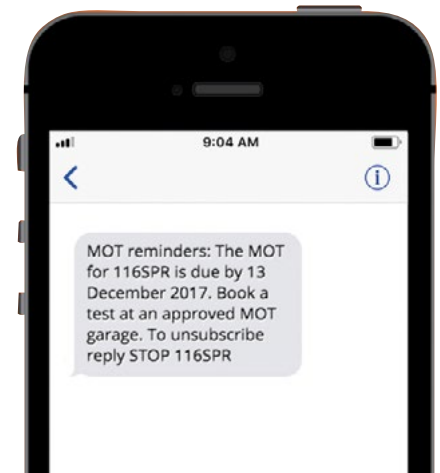 9:04 AM
MOT reminders: The MOT
for 116SPR is due by 13
December 2017. Book a
test at an approved MOT
garage. To unsubscribe
reply STOP 116SPR